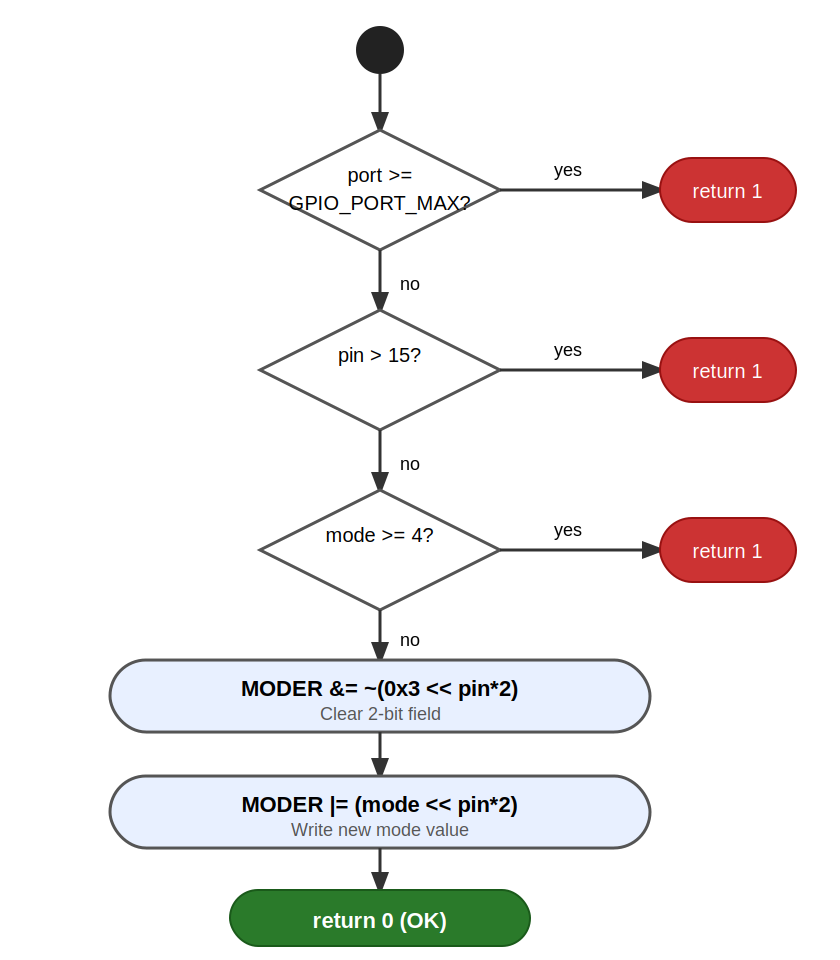 port >=
GPIO_PORT_MAX?
yes
return 1
no
pin > 15?
yes
return 1
no
mode >= 4?
yes
return 1
no
MODER &= ~(0x3 << pin*2)
Clear 2-bit field
MODER |= (mode << pin*2)
Write new mode value
return 0 (OK)